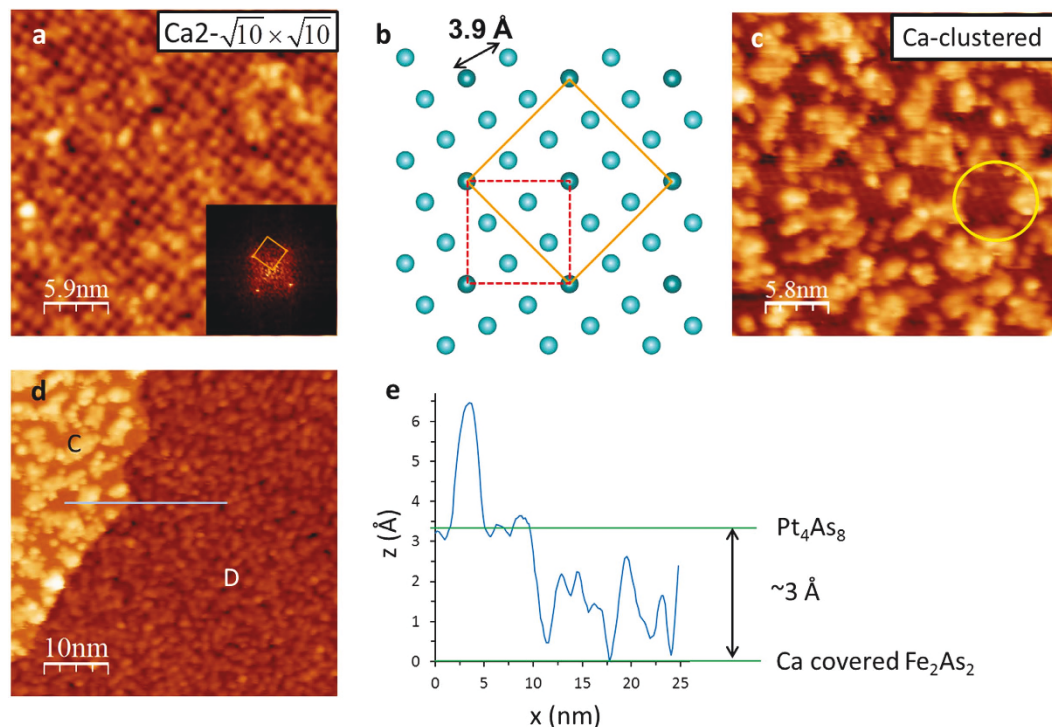 a
Ca2-√10 × √10
5.9nm
b
3.9 Å
c
Ca-clustered
5.8nm
d
C
D
10nm
e
z (Å)
6
5
4
3
2
1
0
0 5 10 15 20 25
x (nm)
Pt₄As₈
~3 Å
Ca covered Fe₂As₂